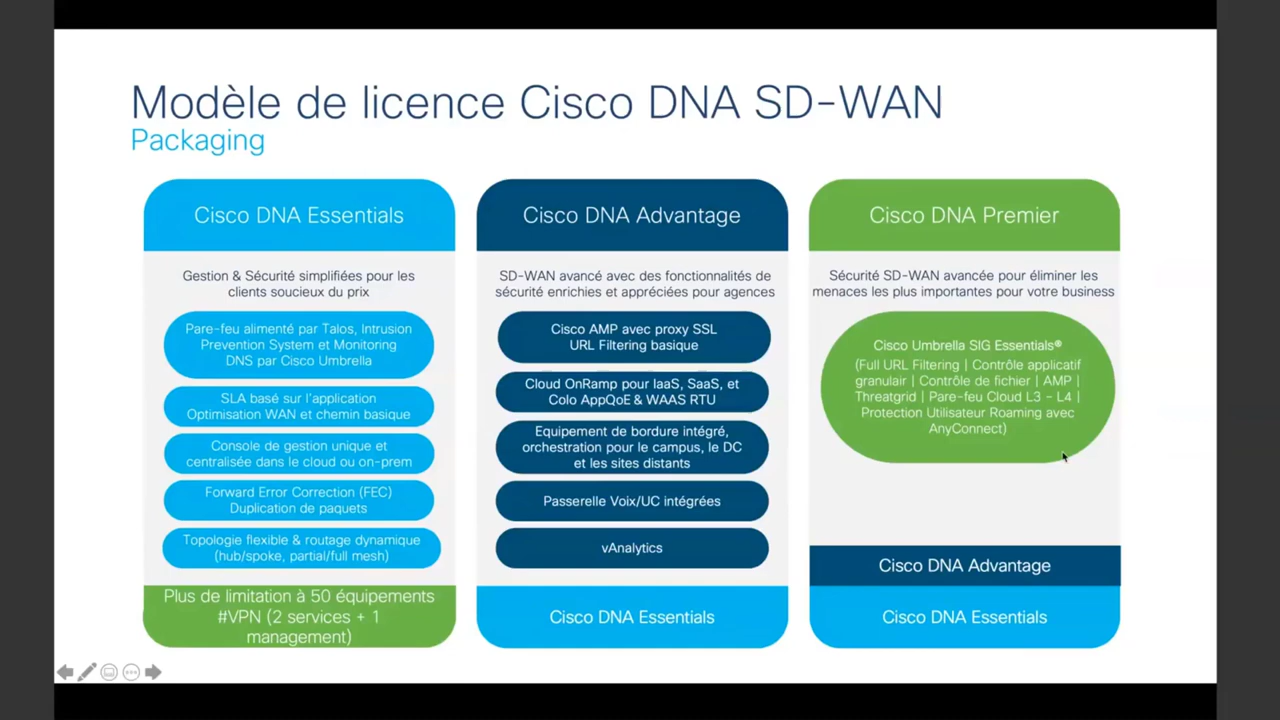 Modèle de licence Cisco DNA SD-WAN
Packaging
Cisco DNA Essentials
Gestion & Sécurité simplifiées pour les
clients soucieux du prix
Pare-feu alimenté par Talos, Intrusion
Prevention System et Monitoring
DNS par Cisco Umbrella
SLA basé sur l'application
Optimisation WAN et chemin basique
Console de gestion unique et
centralisée dans le cloud ou on-prem
Forward Error Correction (FEC)
Duplication de paquets
Topologie flexible & routage dynamique
(hub/spoke, partial/full mesh)
Plus de limitation à 50 équipements
#VPN (2 services + 1
management)
Cisco DNA Advantage
SD-WAN avancé avec des fonctionnalités de
sécurité enrichies et appréciées pour agences
Cisco AMP avec proxy SSL
URL Filtering basique
Cloud OnRamp pour IaaS, SaaS, et
Colo AppQoE & WAAS RTU
Equipement de bordure intégré,
orchestration pour le campus, le DC
et les sites distants
Passerelle Voix/UC intégrées
vAnalytics
Cisco DNA Essentials
Cisco DNA Premier
Sécurité SD-WAN avancée pour éliminer les
menaces les plus importantes pour votre business
Cisco Umbrella SIG Essentials®
(Full URL Filtering | Contrôle applicatif
granulair | Contrôle de fichier | AMP |
Threatgrid | Pare-feu Cloud L3 - L4 |
Protection Utilisateur Roaming avec
AnyConnect)
Cisco DNA Advantage
Cisco DNA Essentials